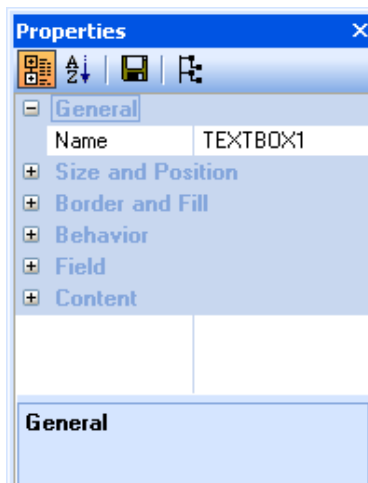 Properties
General
Name TEXTBOX1
Size and Position
Border and Fill
Behavior
Field
Content
General